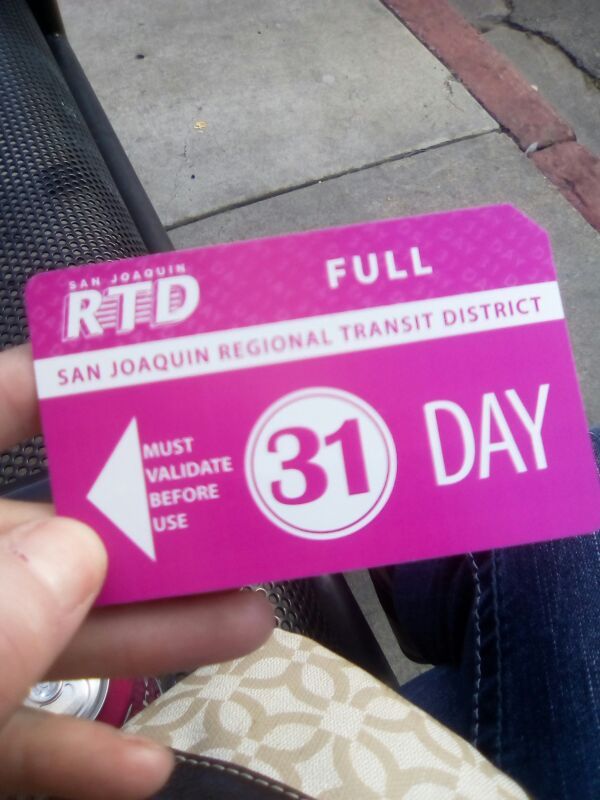 SAN JOAQUIN
RTD
FULL
SAN JOAQUIN REGIONAL TRANSIT DISTRICT
MUST
VALIDATE
BEFORE
USE
31
DAY